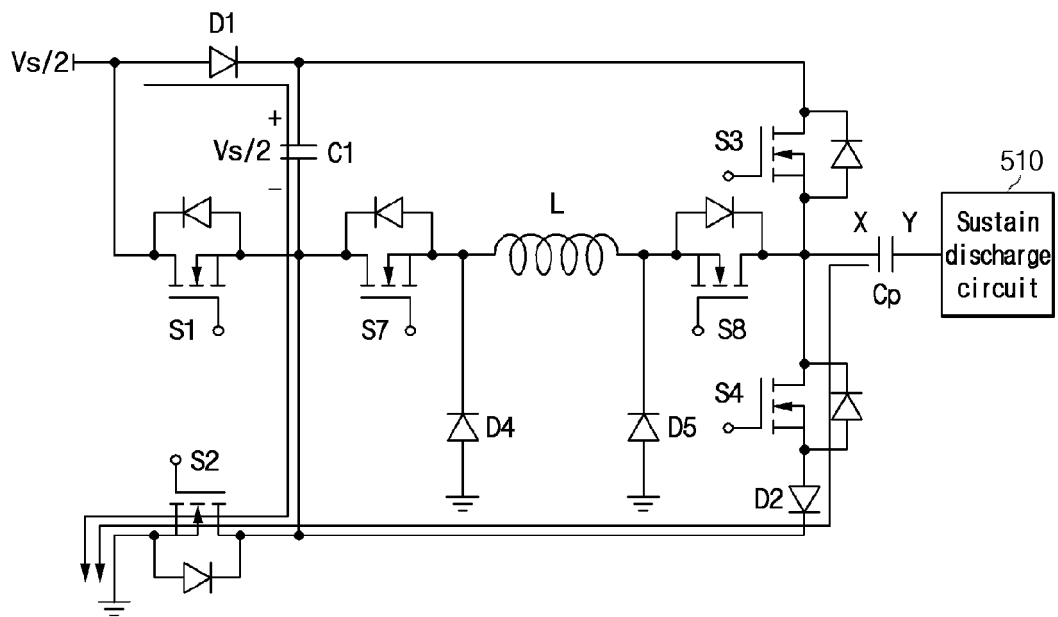 D1
Vs/2
+
Vs/2
C1
−
S3
510
L
X
Y
Sustain
discharge
circuit
Cp
S1
S7
S8
S4
D4
D5
S2
D2